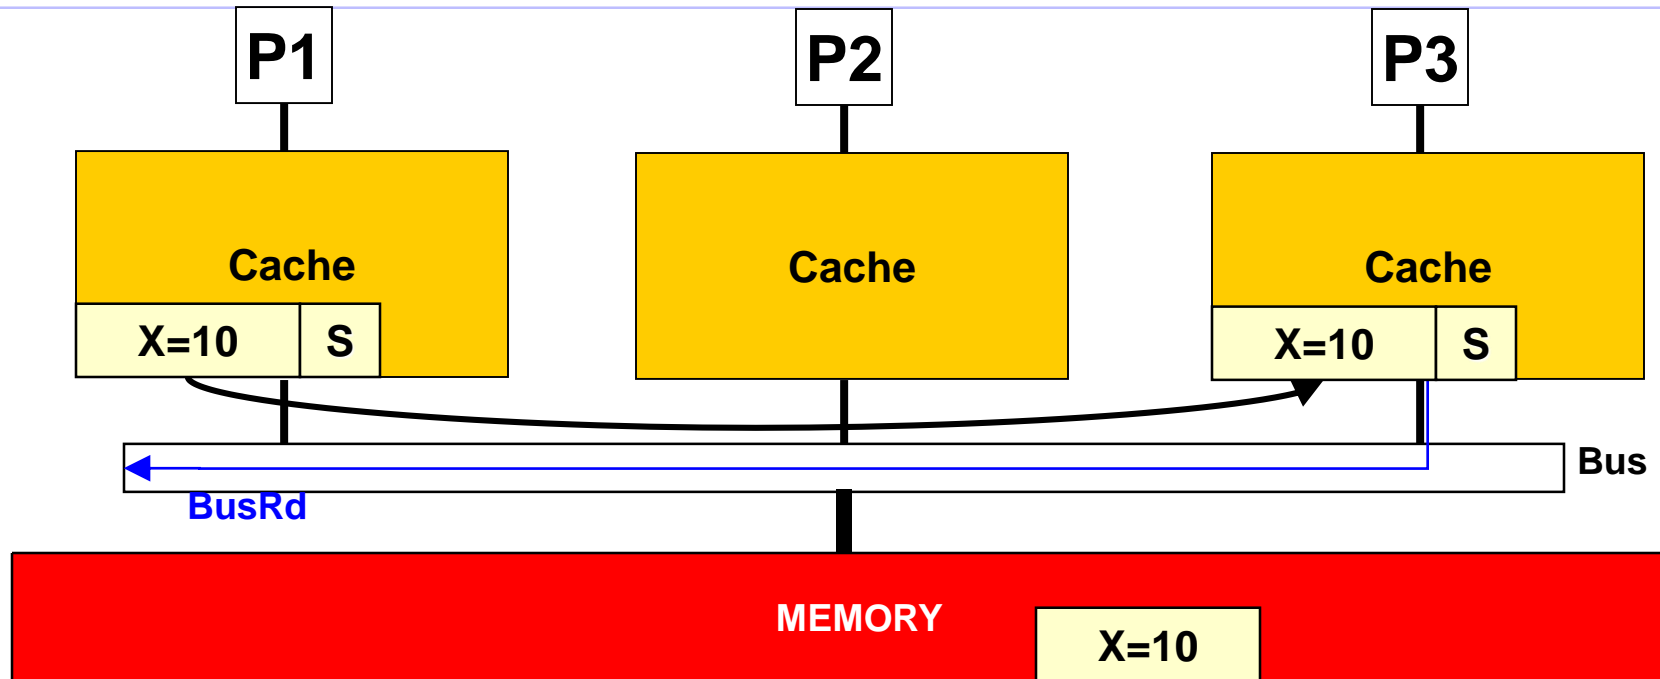 P1
P2
P3
Cache
Cache
Cache
X=10 S
X=10 S
Bus
BusRd
MEMORY
X=10